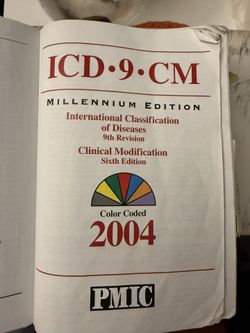 ICD•9•CM
MILLENNIUM EDITION
International Classification
of Diseases
9th Revision
Clinical Modification
Sixth Edition
Color Coded
2004
PMIC